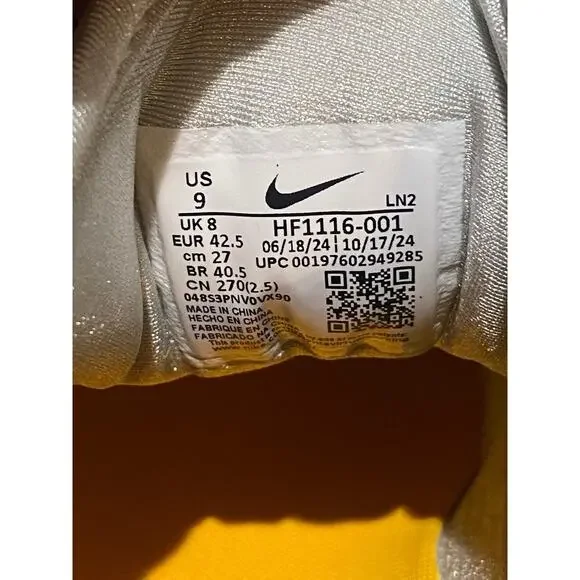 US
9
LN2
UK 8
HF1116-001
EUR 42.5
06/18/24 | 10/17/24
cm 27
UPC 00197602949285
BR 40.5
CN 270(2.5)
048S3PNV0VX90
MADE IN CHINA
HECHO EN CHINA
FABRIQUE EN CHINE
FABRICADO NA CHINA
This